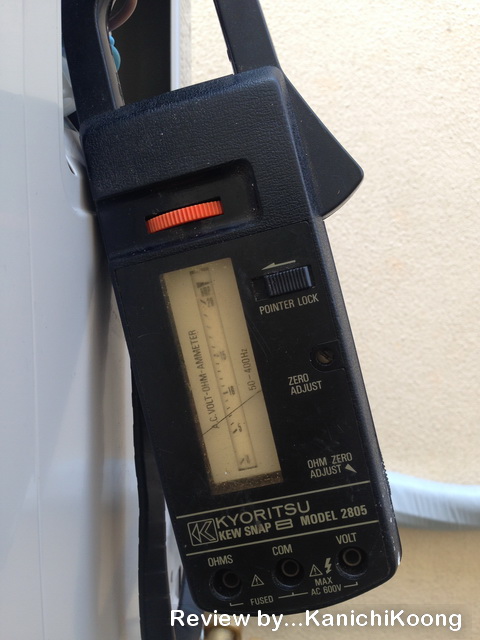 POINTER LOCK
A.C.VOLT-OHM-AMMETER
50-400Hz
ZERO
ADJUST
OHM ZERO
ADJUST
KYORITSU
KEW SNAP 8 MODEL 2805
OHMS COM VOLT
FUSED
MAX
AC 600V
Review by...KanichiKoong